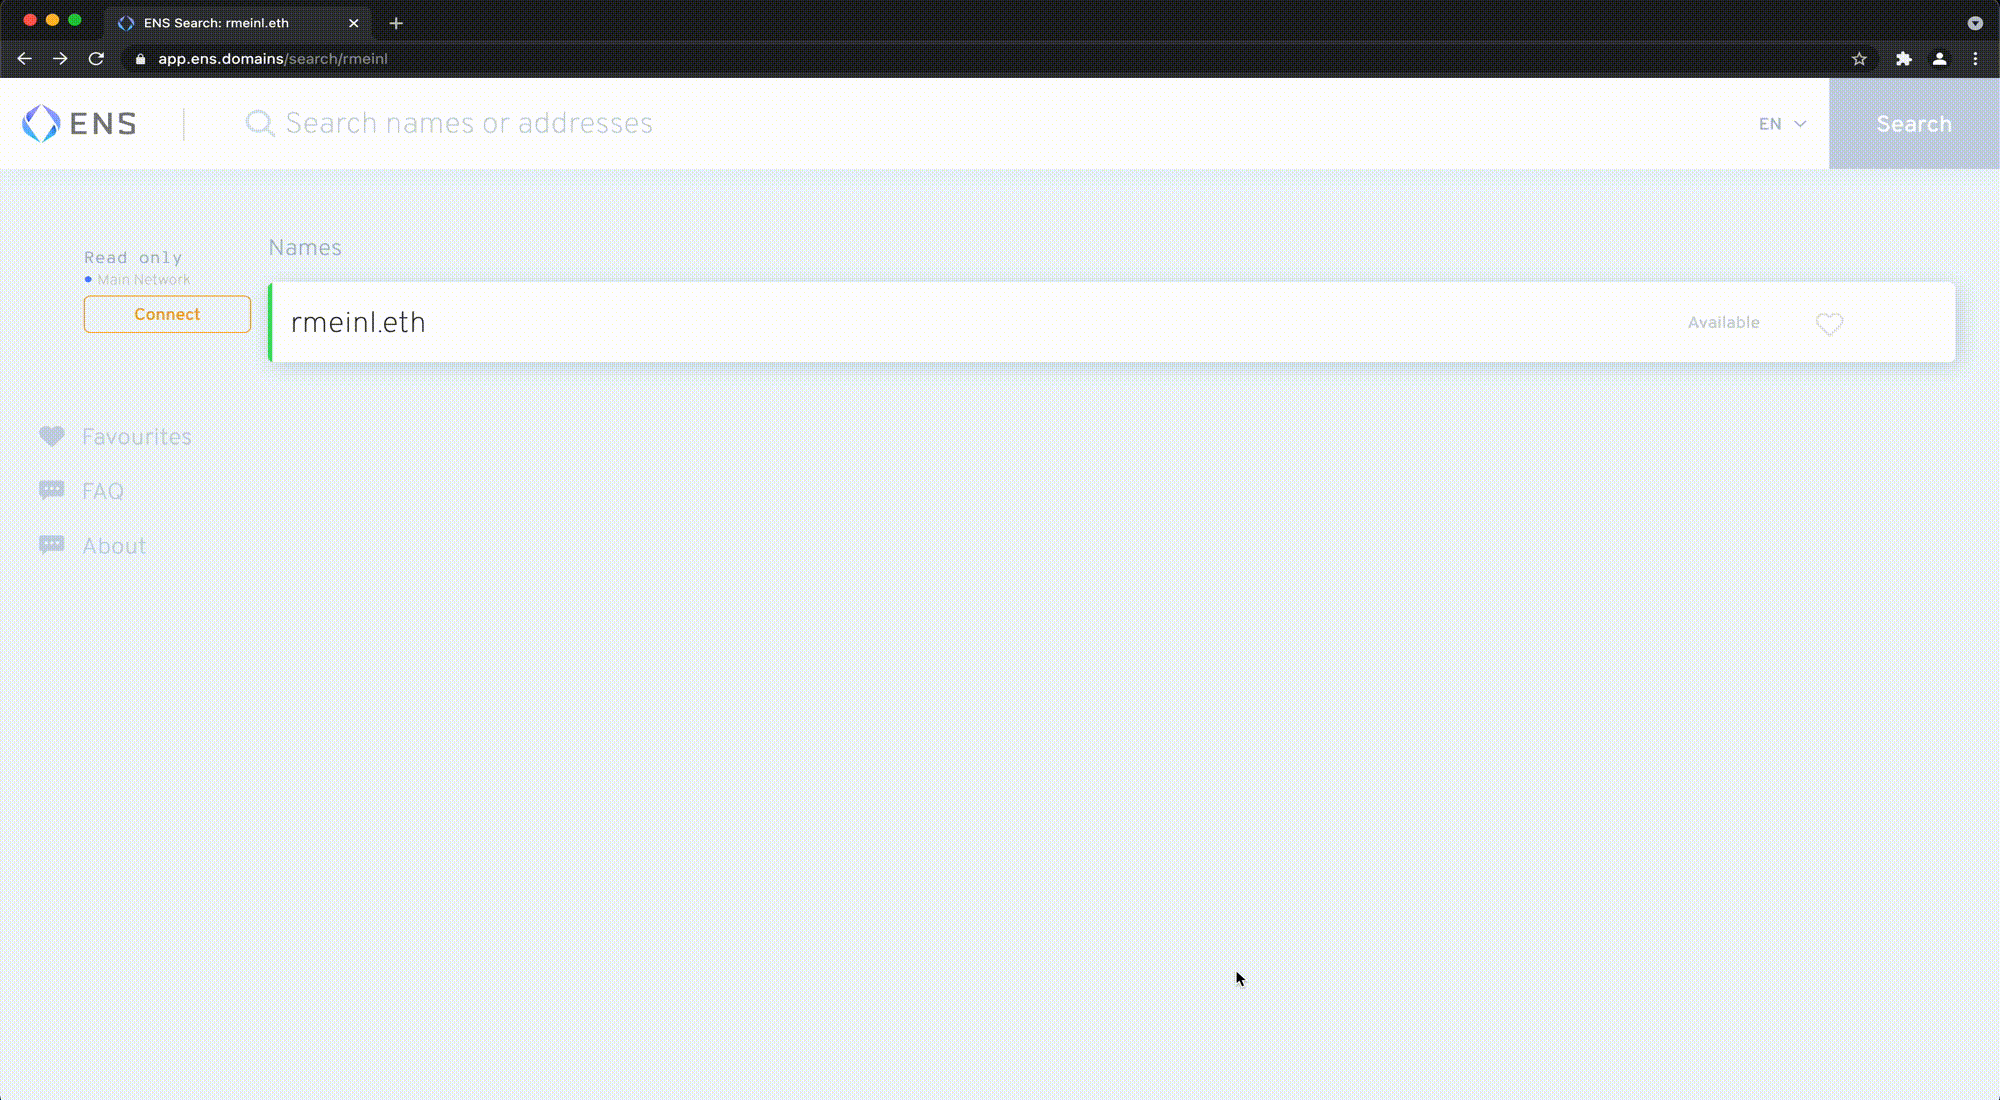 ENS Search: rmeinl.eth
app.ens.domains/search/rmeinl
ENS
Search names or addresses
EN
Search
Read only
Main Network
Connect
Names
rmeinl.eth
Available
Favourites
FAQ
About